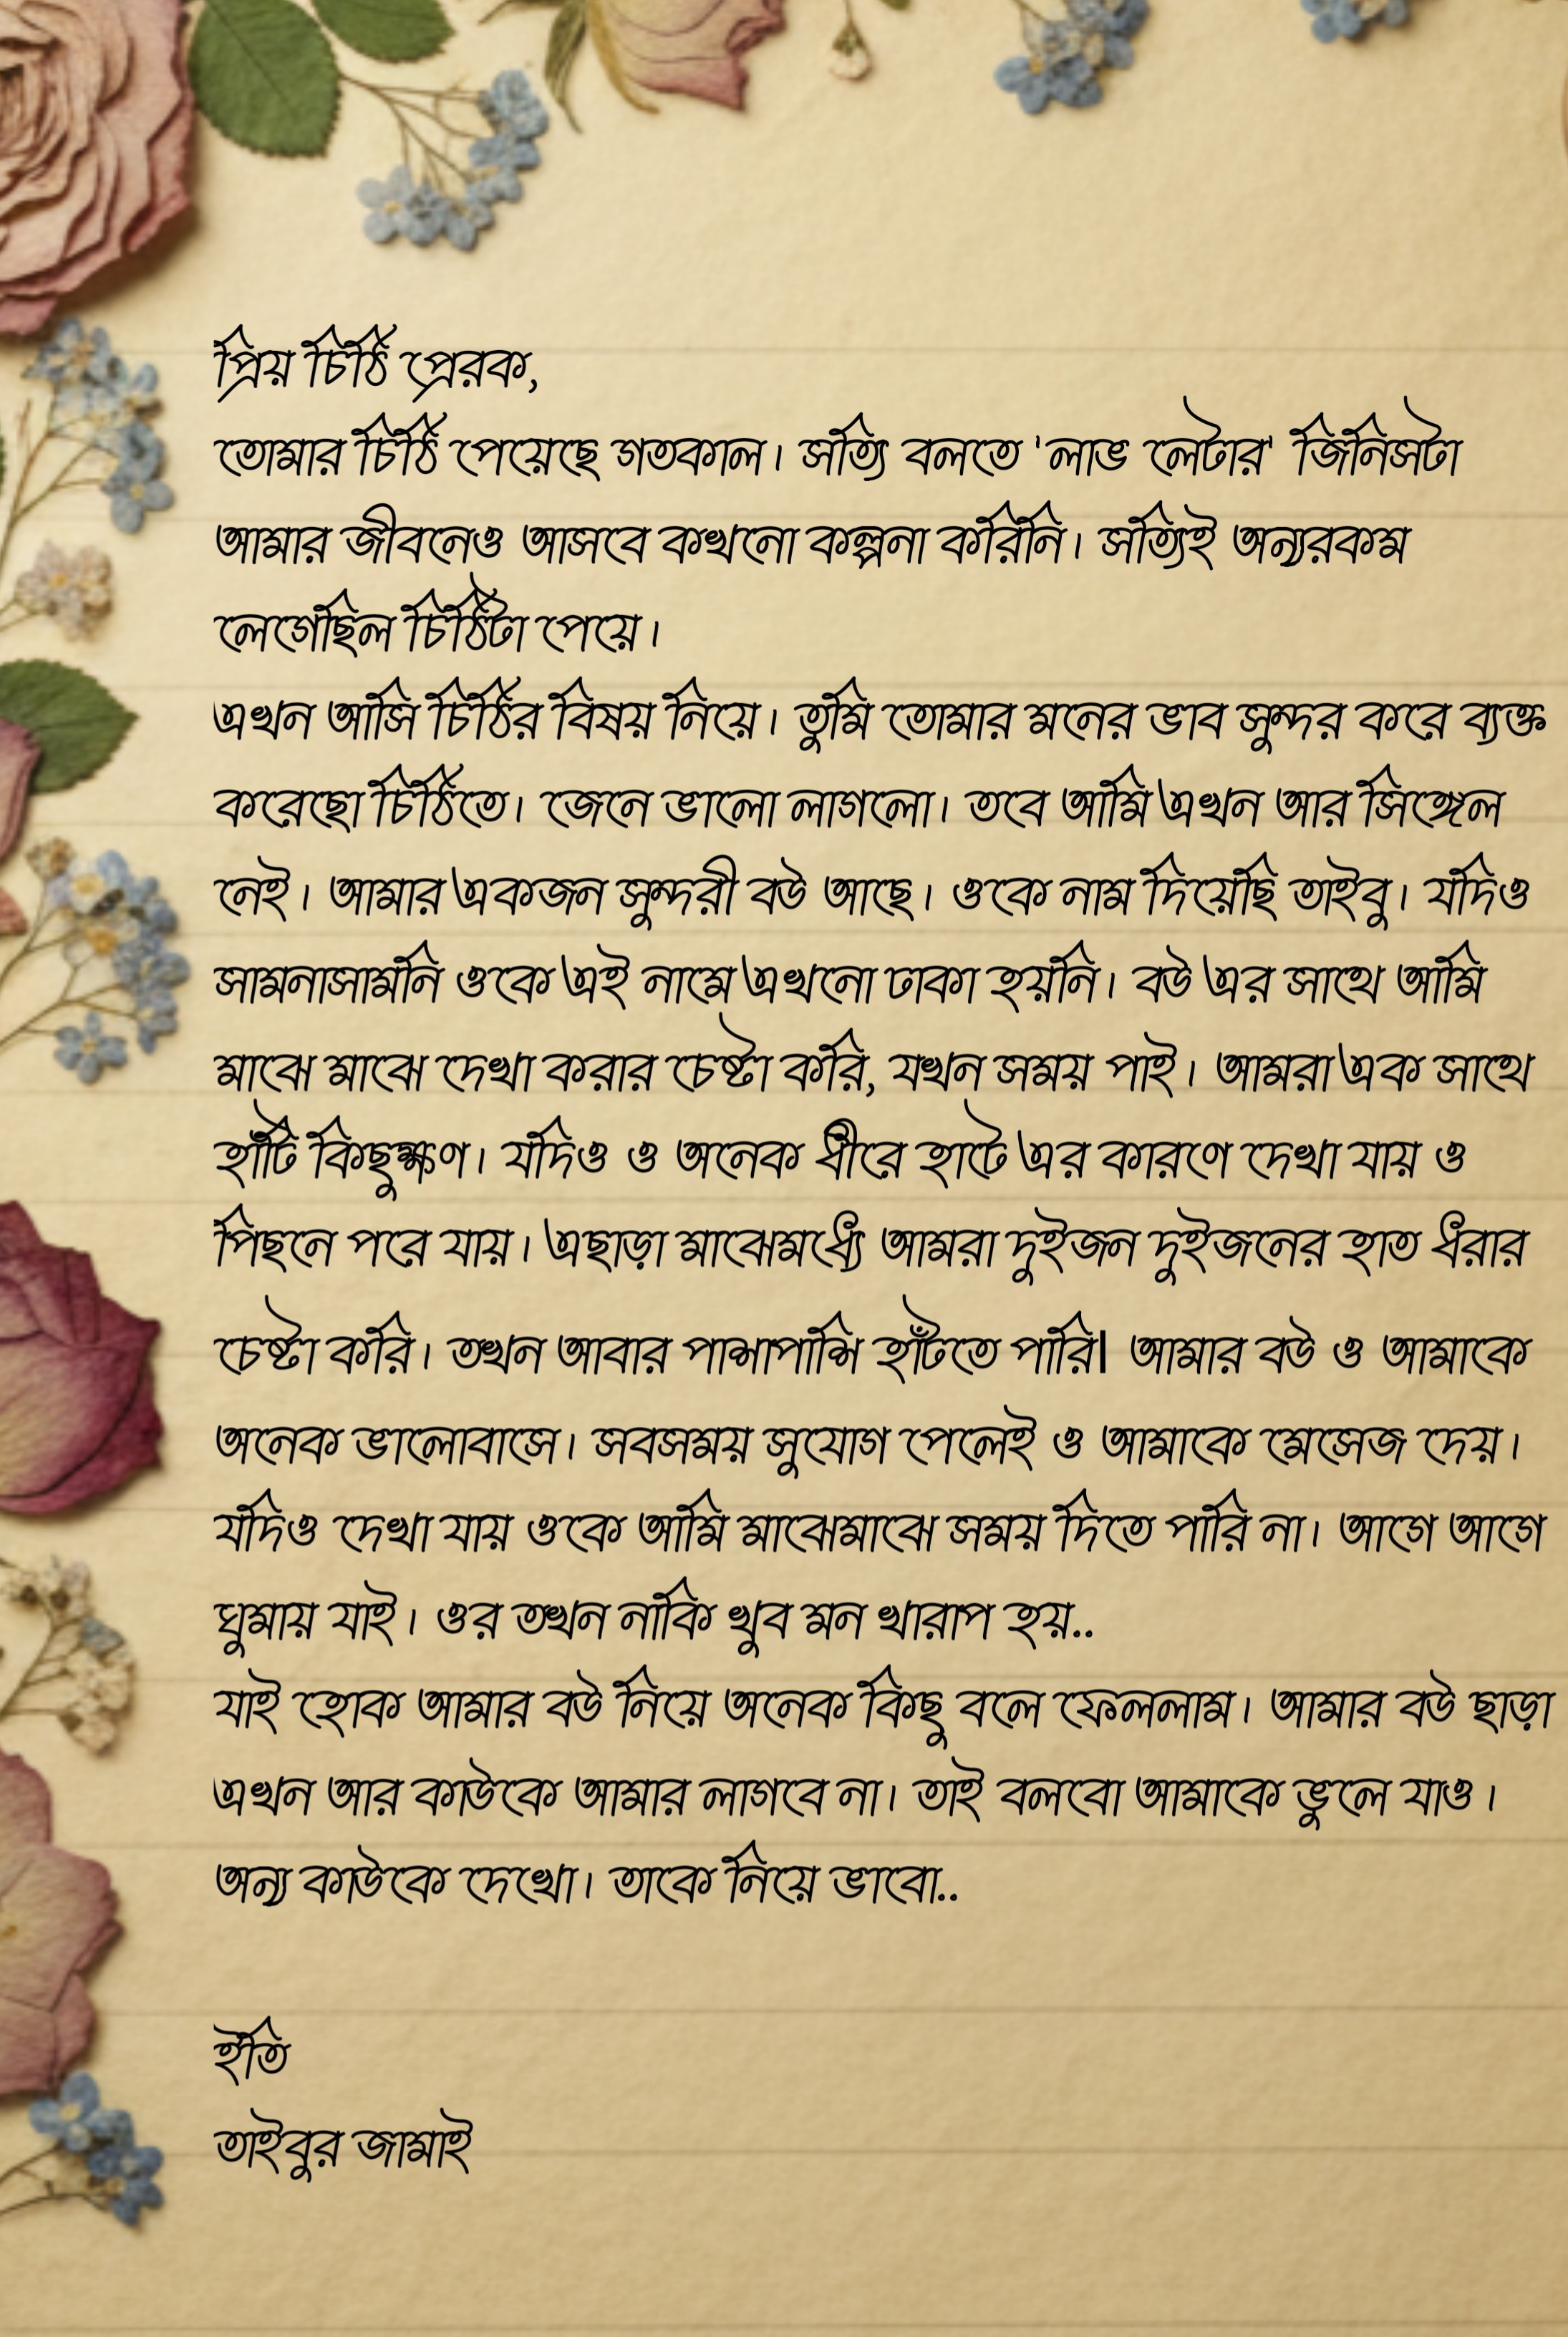 প্রিয় চিঠি প্রেরক,
তোমার চিঠি পেয়েছে গতকাল। সত্যি বলতে 'লাভ লেটার' জিনিসটা
আমার জীবনেও আসবে কখনো কল্পনা করিনি। সত্যিই অন্যরকম
লেগেছিল চিঠিটা পেয়ে।
এখন আসি চিঠির বিষয় নিয়ে। তুমি তোমার মনের ভাব সুন্দর করে ব্যক্ত
করেছো চিঠিতে। জেনে ভালো লাগলো। তবে আমি এখন আর সিঙ্গেল
নেই। আমার একজন সুন্দরী বউ আছে। ওকে নাম দিয়েছি তাইবু। যদিও
সামনাসামনি ওকে এই নামে এখনো ঢাকা হয়নি। বউ এর সাথে আমি
মাঝে মাঝে দেখা করার চেষ্টা করি, যখন সময় পাই। আমরা এক সাথে
হাঁটি কিছুক্ষণ। যদিও ও অনেক ধীরে হাটে এর কারণে দেখা যায় ও
পিছনে পরে যায়। এছাড়া মাঝেমধ্যে আমরা দুইজন দুইজনের হাত ধরার
চেষ্টা করি। তখন আবার পাশাপাশি হাঁটতে পারি| আমার বউ ও আমাকে
অনেক ভালোবাসে। সবসময় সুযোগ পেলেই ও আমাকে মেসেজ দেয়।
যদিও দেখা যায় ওকে আমি মাঝেমাঝে সময় দিতে পারি না। আগে আগে
ঘুমায় যাই। ওর তখন নাকি খুব মন খারাপ হয়..
যাই হোক আমার বউ নিয়ে অনেক কিছু বলে ফেললাম। আমার বউ ছাড়া
এখন আর কাউকে আমার লাগবে না। তাই বলবো আমাকে ভুলে যাও।
অন্য কাউকে দেখো। তাকে নিয়ে ভাবো..
ইতি
তাইবুর জামাই